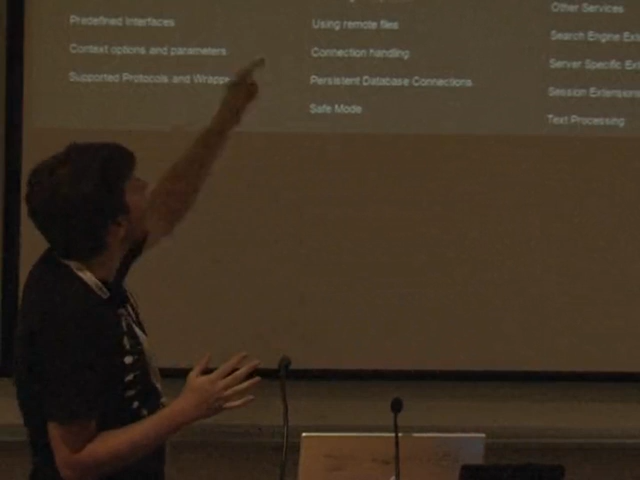 Predefined Interfaces
Context options and parameters
Supported Protocols and Wrapp
Using remote files
Connection handling
Persistent Database Connections
Safe Mode
Other Services
Search Engine Ext
Server Specific Ext
Session Extensions
Text Processing